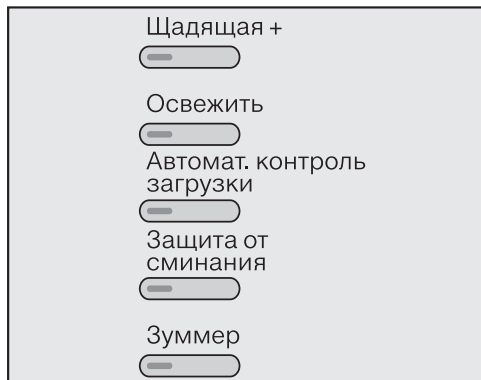 Щадящая +
Освежить
Автомат. контроль
загрузки
Защита от
сминания
Зуммер